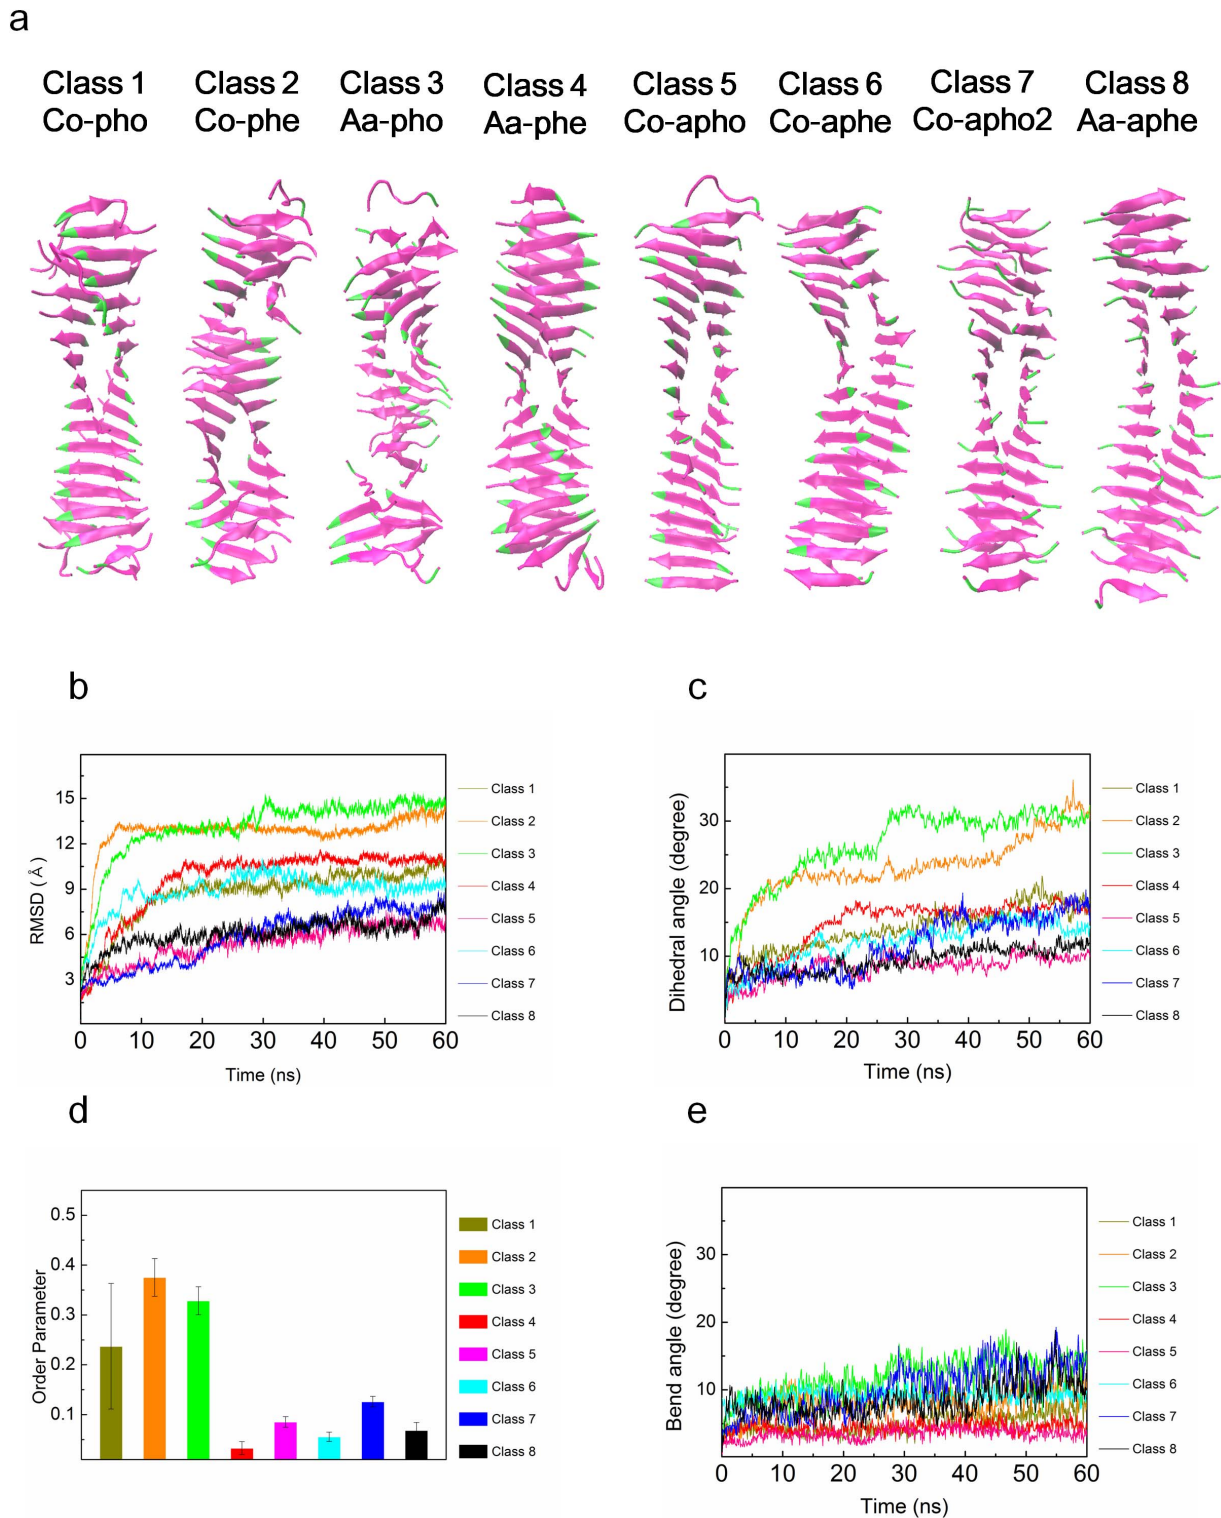 a
Class 1 Class 2 Class 3 Class 4 Class 5 Class 6 Class 7 Class 8
Co-pho Co-phe Aa-pho Aa-phe Co-apho Co-aphe Co-apho2 Aa-aphe
b
RMSD ( Å )
15
12
9
6
3
0 10 20 30 40 50 60
Time (ns)
Class 1
Class 2
Class 3
Class 4
Class 5
Class 6
Class 7
Class 8
c
Dihedral angle (degree)
30
20
10
0 10 20 30 40 50 60
Time (ns)
Class 1
Class 2
Class 3
Class 4
Class 5
Class 6
Class 7
Class 8
d
Order Parameter
0.5
0.4
0.3
0.2
0.1
Class 1
Class 2
Class 3
Class 4
Class 5
Class 6
Class 7
Class 8
e
Bend angle (degree)
30
20
10
0 10 20 30 40 50 60
Time (ns)
Class 1
Class 2
Class 3
Class 4
Class 5
Class 6
Class 7
Class 8